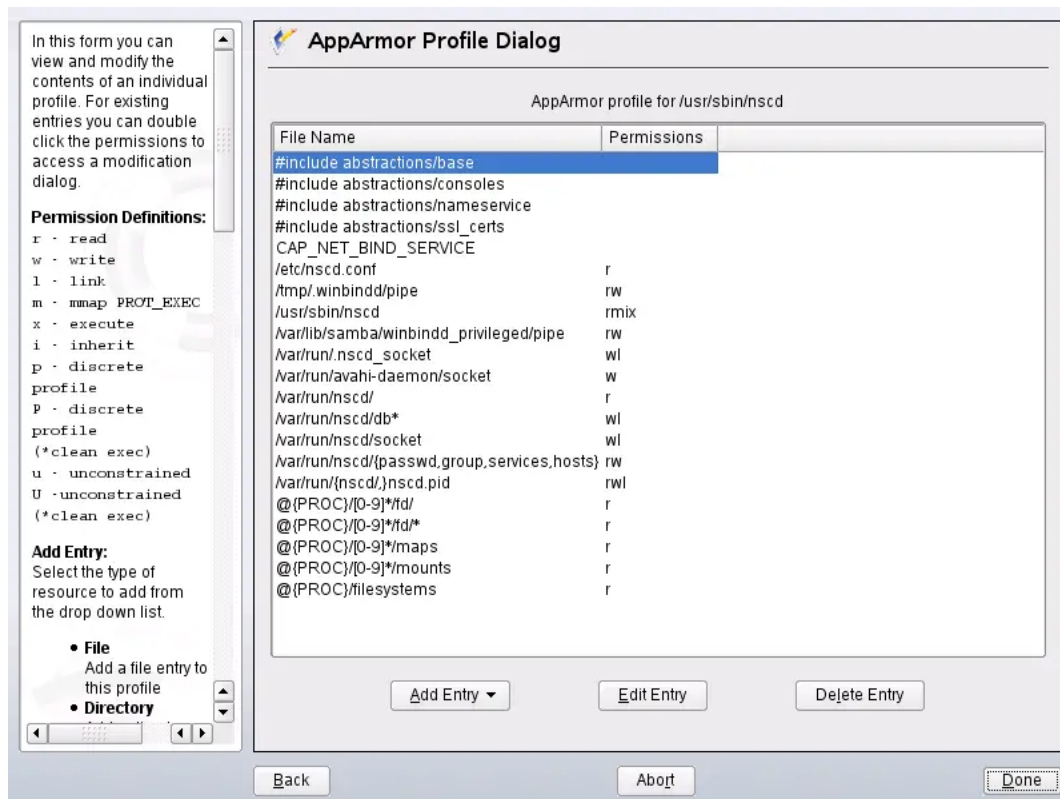 In this form you can
view and modify the
contents of an individual
profile. For existing
entries you can double
click the permissions to
access a modification
dialog.
Permission Definitions:
r - read
w - write
l - link
m - mmap PROT_EXEC
x - execute
i - inherit
p - discrete
profile
P - discrete
profile
(*clean exec)
u - unconstrained
U -unconstrained
(*clean exec)
Add Entry:
Select the type of
resource to add from
the drop down list.
• File
Add a file entry to
this profile
• Directory
AppArmor Profile Dialog
AppArmor profile for /usr/sbin/nscd
File Name Permissions
#include abstractions/base
#include abstractions/consoles
#include abstractions/nameservice
#include abstractions/ssl_certs
CAP_NET_BIND_SERVICE
/etc/nscd.conf r
/tmp/.winbindd/pipe rw
/usr/sbin/nscd rmix
/var/lib/samba/winbindd_privileged/pipe rw
/var/run/.nscd_socket wl
/var/run/avahi-daemon/socket w
/var/run/nscd/ r
/var/run/nscd/db* wl
/var/run/nscd/socket wl
/var/run/nscd/{passwd,group,services,hosts} rw
/var/run/{nscd/,}nscd.pid rwl
@{PROC}/[0-9]*/fd/ r
@{PROC}/[0-9]*/fd/* r
@{PROC}/[0-9]*/maps r
@{PROC}/[0-9]*/mounts r
@{PROC}/filesystems r
Add Entry Edit Entry Delete Entry
Back Abort Done